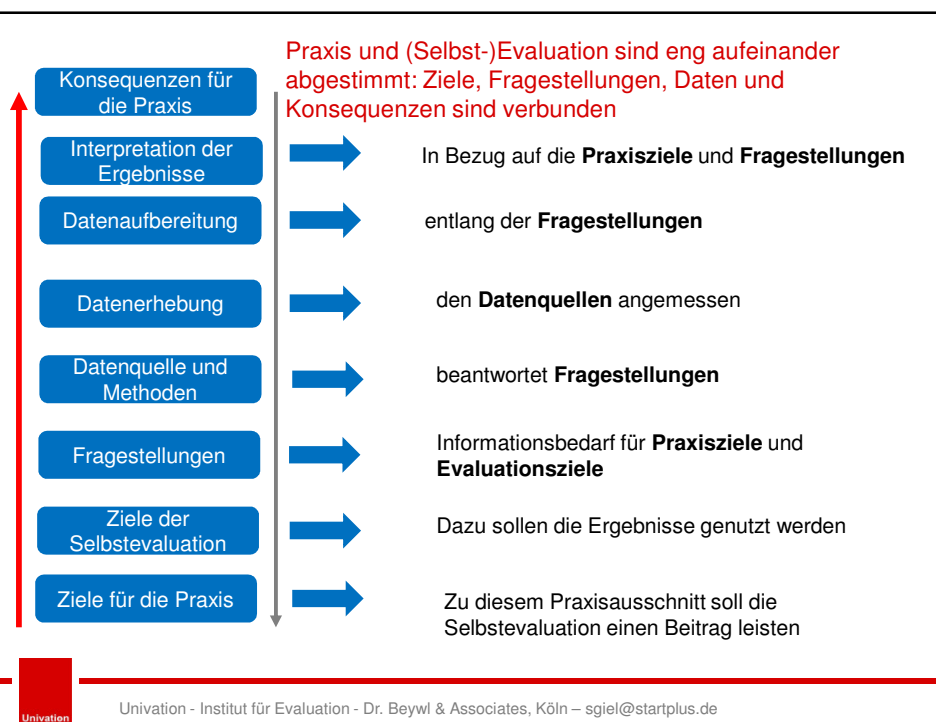 Praxis und (Selbst-)Evaluation sind eng aufeinander
abgestimmt: Ziele, Fragestellungen, Daten und
Konsequenzen sind verbunden
Konsequenzen für
die Praxis
Interpretation der
Ergebnisse
In Bezug auf die Praxisziele und Fragestellungen
Datenaufbereitung
entlang der Fragestellungen
Datenerhebung
den Datenquellen angemessen
Datenquelle und
Methoden
beantwortet Fragestellungen
Fragestellungen
Informationsbedarf für Praxisziele und
Evaluationsziele
Ziele der
Selbstevaluation
Dazu sollen die Ergebnisse genutzt werden
Ziele für die Praxis
Zu diesem Praxisausschnitt soll die
Selbstevaluation einen Beitrag leisten
Univation
Univation - Institut für Evaluation - Dr. Beywl & Associates, Köln – sgiel@startplus.de